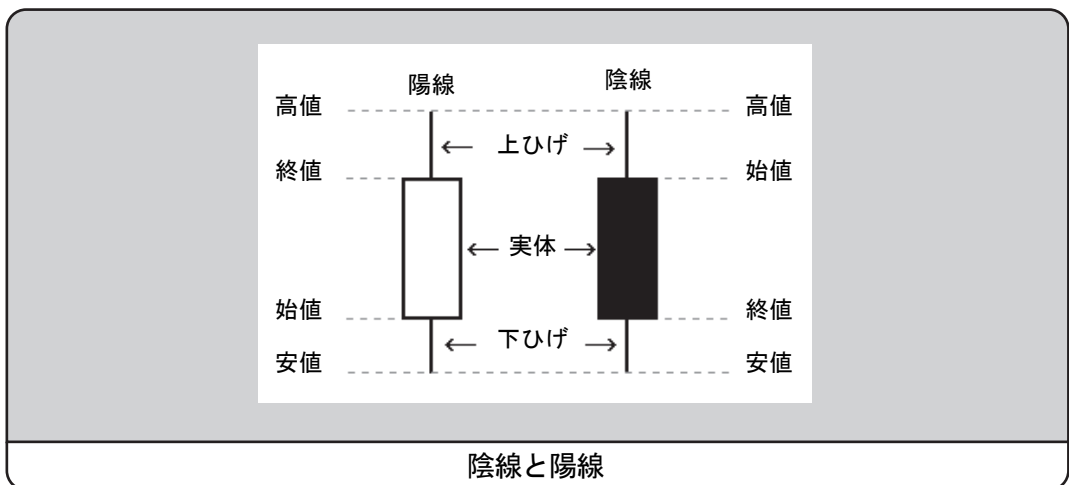 陽線 陰線
高値 高値
← 上ひげ →
終値 始値
← 実体 →
始値 終値
← 下ひげ →
安値 安値
陰線と陽線